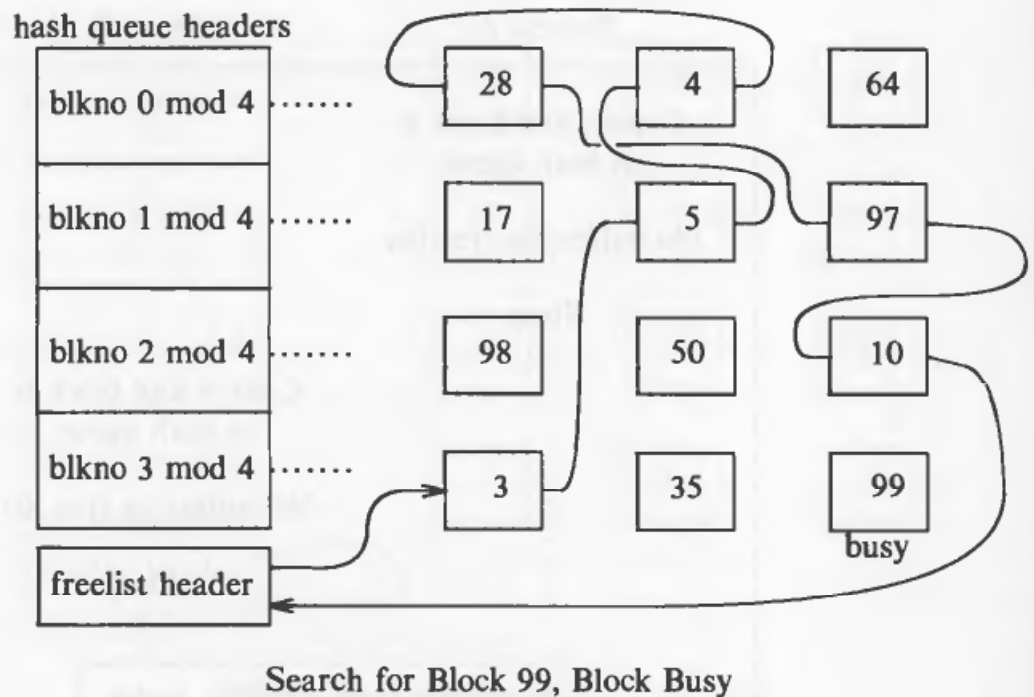 hash queue headers
blkno 0 mod 4 ...... 28 4 64
blkno 1 mod 4 ...... 17 5 97
blkno 2 mod 4 ...... 98 50 10
blkno 3 mod 4 ...... 3 35 99
busy
freelist header
Search for Block 99, Block Busy